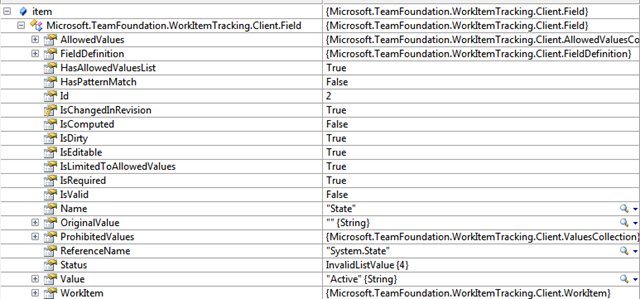 item {Microsoft.TeamFoundation.WorkItemTracking.Client.Field}
Microsoft.TeamFoundation.WorkItemTracking.Client.Field {Microsoft.TeamFoundation.WorkItemTracking.Client.Field}
AllowedValues {Microsoft.TeamFoundation.WorkItemTracking.Client.AllowedValuesCo
FieldDefinition {Microsoft.TeamFoundation.WorkItemTracking.Client.FieldDefinition}
HasAllowedValuesList True
HasPatternMatch False
Id 2
IsChangedInRevision True
IsComputed False
IsDirty True
IsEditable True
IsLimitedToAllowedValues True
IsRequired True
IsValid False
Name "State"
OriginalValue "" {String}
ProhibitedValues {Microsoft.TeamFoundation.WorkItemTracking.Client.ValuesCollection}
ReferenceName "System.State"
Status InvalidListValue {4}
Value "Active" {String}
WorkItem {Microsoft.TeamFoundation.WorkItemTracking.Client.WorkItem}